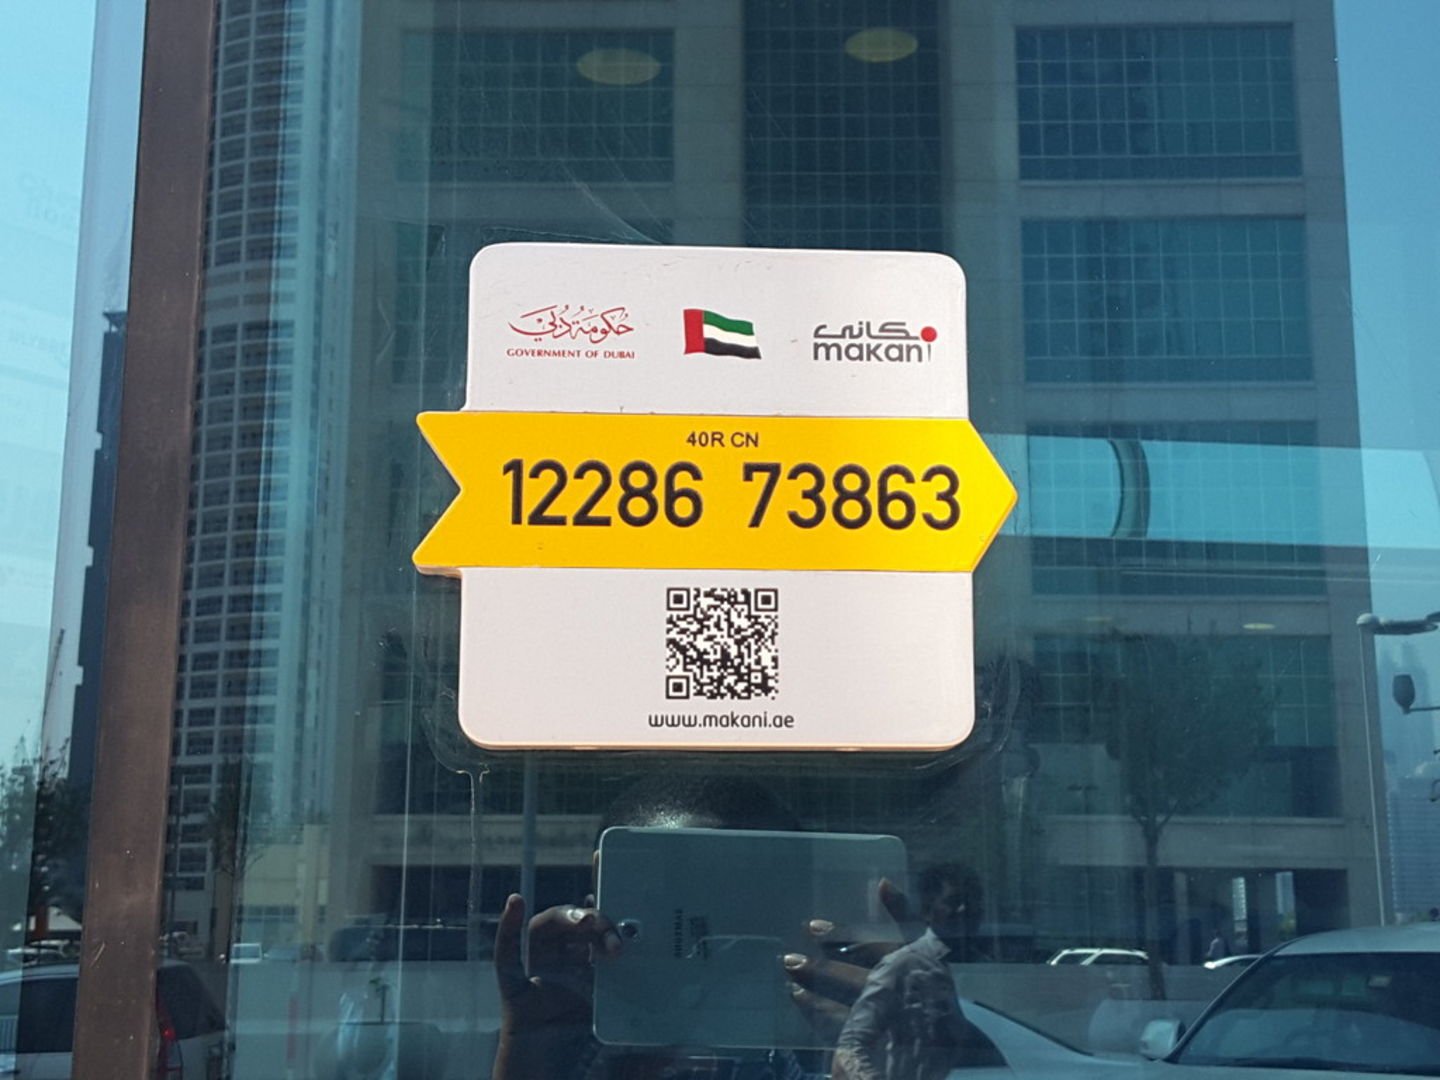 حكومة دبي
GOVERNMENT OF DUBAI
مكاني
makani
40R CN
12286 73863
www.makani.ae